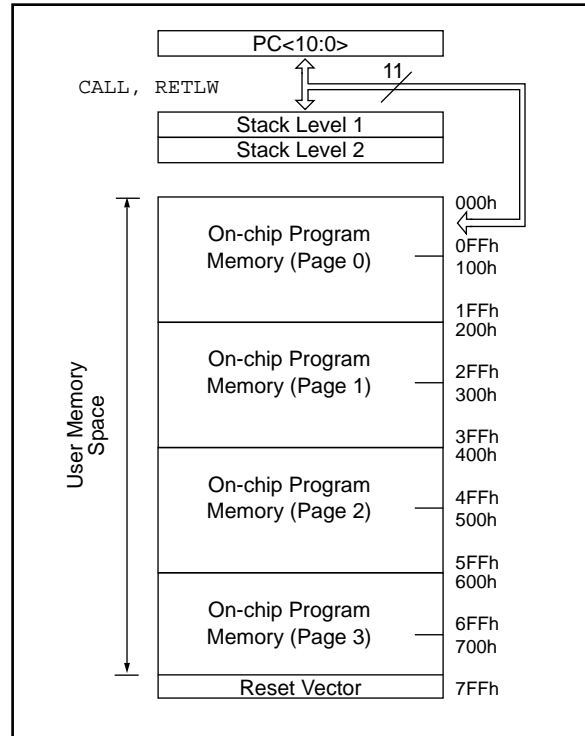 PC<10:0>
11
CALL, RETLW
Stack Level 1
Stack Level 2
User Memory
Space
000h
On-chip Program
Memory (Page 0)
0FFh
100h
1FFh
200h
On-chip Program
Memory (Page 1)
2FFh
300h
3FFh
400h
On-chip Program
Memory (Page 2)
4FFh
500h
5FFh
600h
On-chip Program
Memory (Page 3)
6FFh
700h
Reset Vector
7FFh